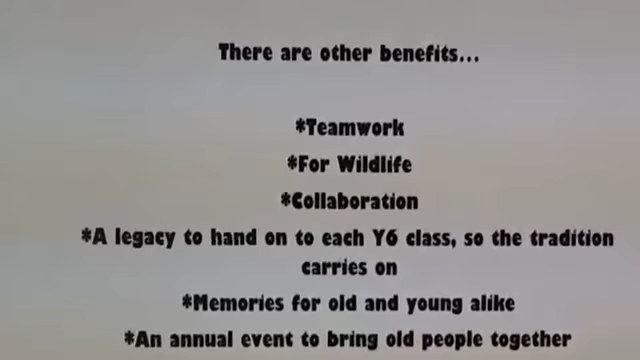 There are other benefits...
*Teamwork
*For Wildlife
*Collaboration
*A legacy to hand on to each Y6 class, so the tradition
carries on
*Memories for old and young alike
*An annual event to bring old people together